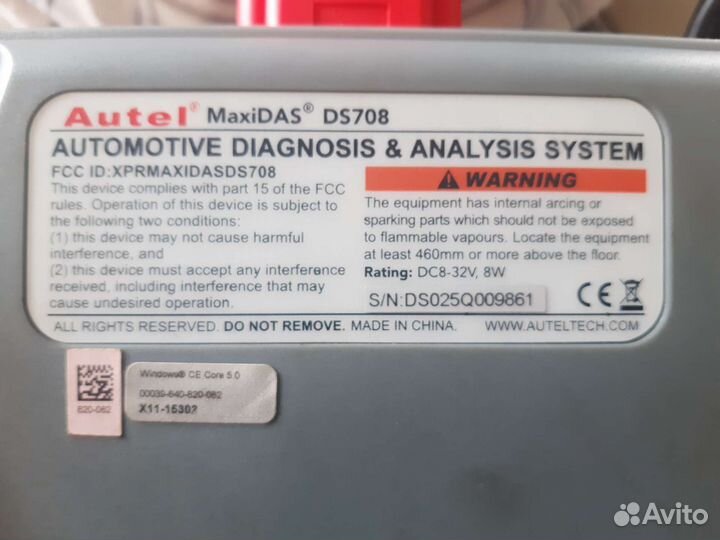 Autel® MaxiDAS® DS708
AUTOMOTIVE DIAGNOSIS & ANALYSIS SYSTEM
FCC ID:XPRMAXIDASDS708
This device complies with part 15 of the FCC
rules. Operation of this device is subject to
the following two conditions:
(1) this device may not cause harmful
interference, and
(2) this device must accept any interference
received, including interference that may
cause undesired operation.
WARNING
The equipment has internal arcing or
sparking parts which should not be exposed
to flammable vapours. Locate the equipment
at least 460mm or more above the floor.
Rating: DC8-32V, 8W
S/N:DS025Q009861
CE
ALL RIGHTS RESERVED. DO NOT REMOVE. MADE IN CHINA. WWW.AUTELTECH.COM
620-062
Windows® CE Core 5.0
00039-640-620-062
X11-15302
Avito